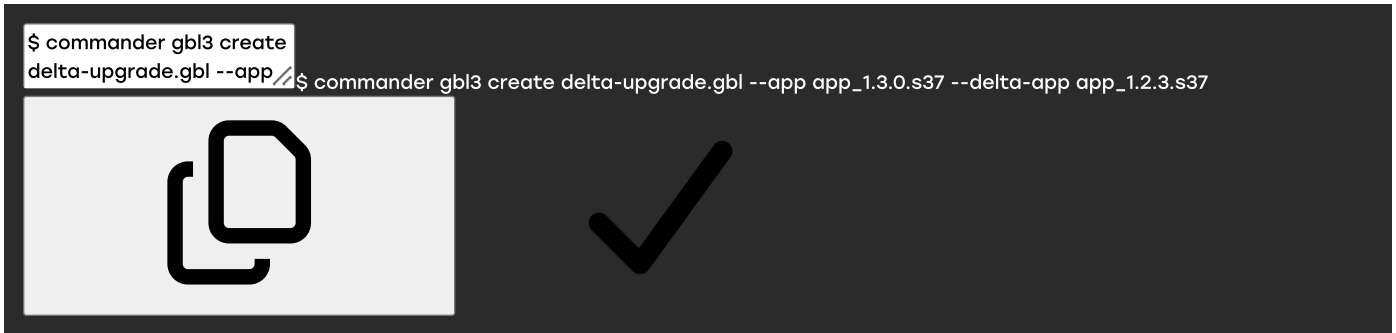 $ commander gbl3 create
delta-upgrade.gbl --app
$ commander gbl3 create delta-upgrade.gbl --app app_1.3.0.s37 --delta-app app_1.2.3.s37